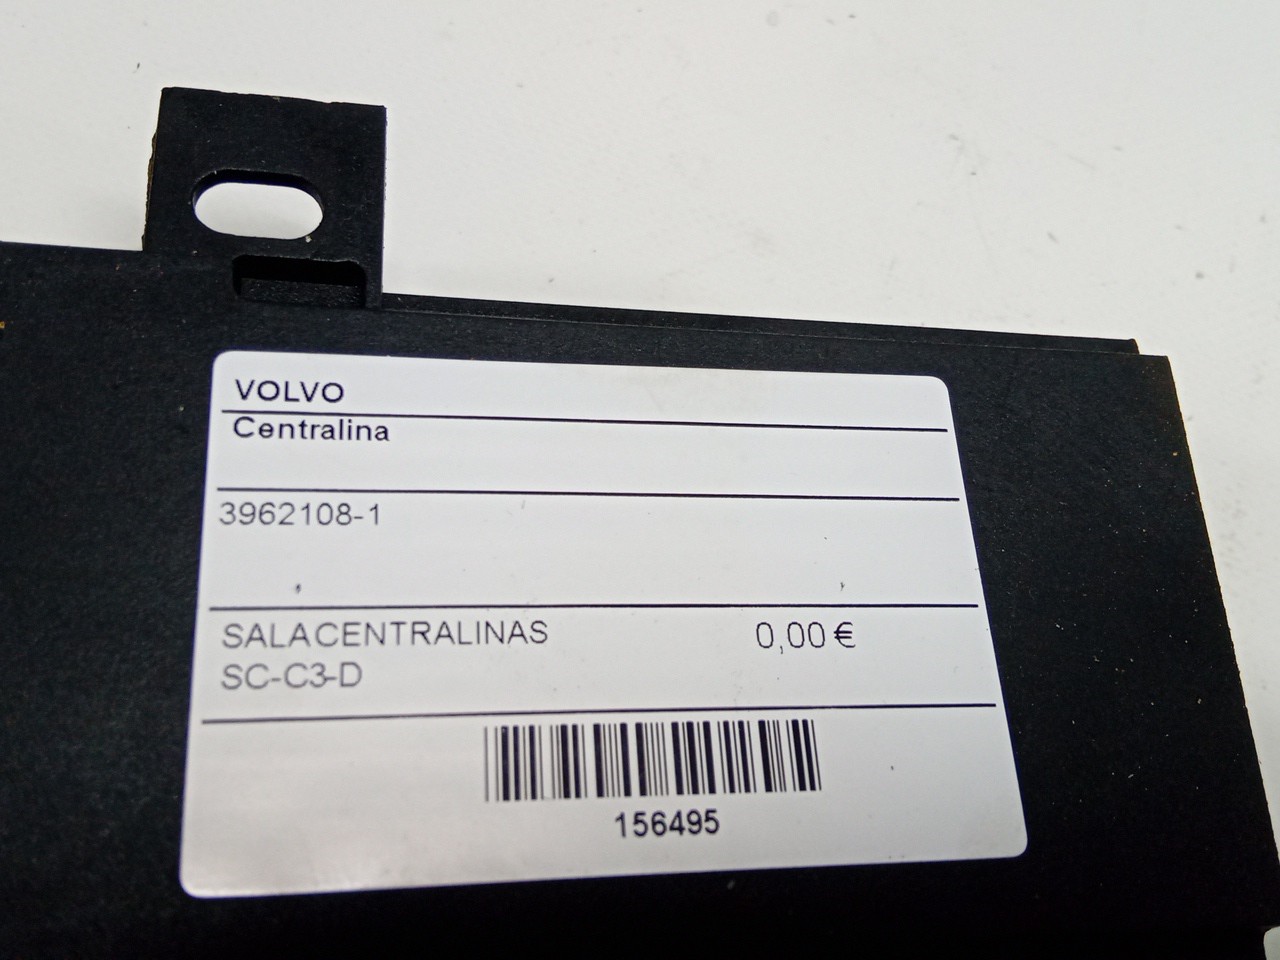 VOLVO
Centralina
3962108-1
SALACENTRALINAS 0,00 €
SC-C3-D
156495